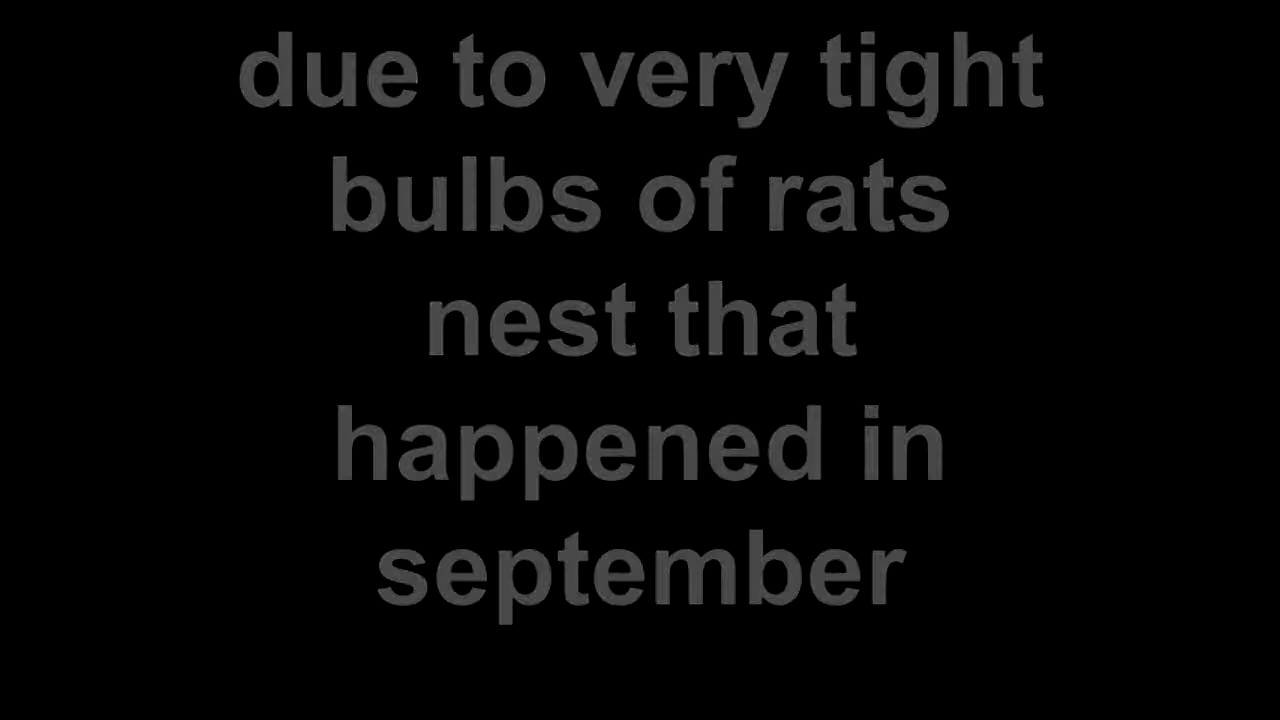 due to very tight
bulbs of rats
nest that
happened in
september